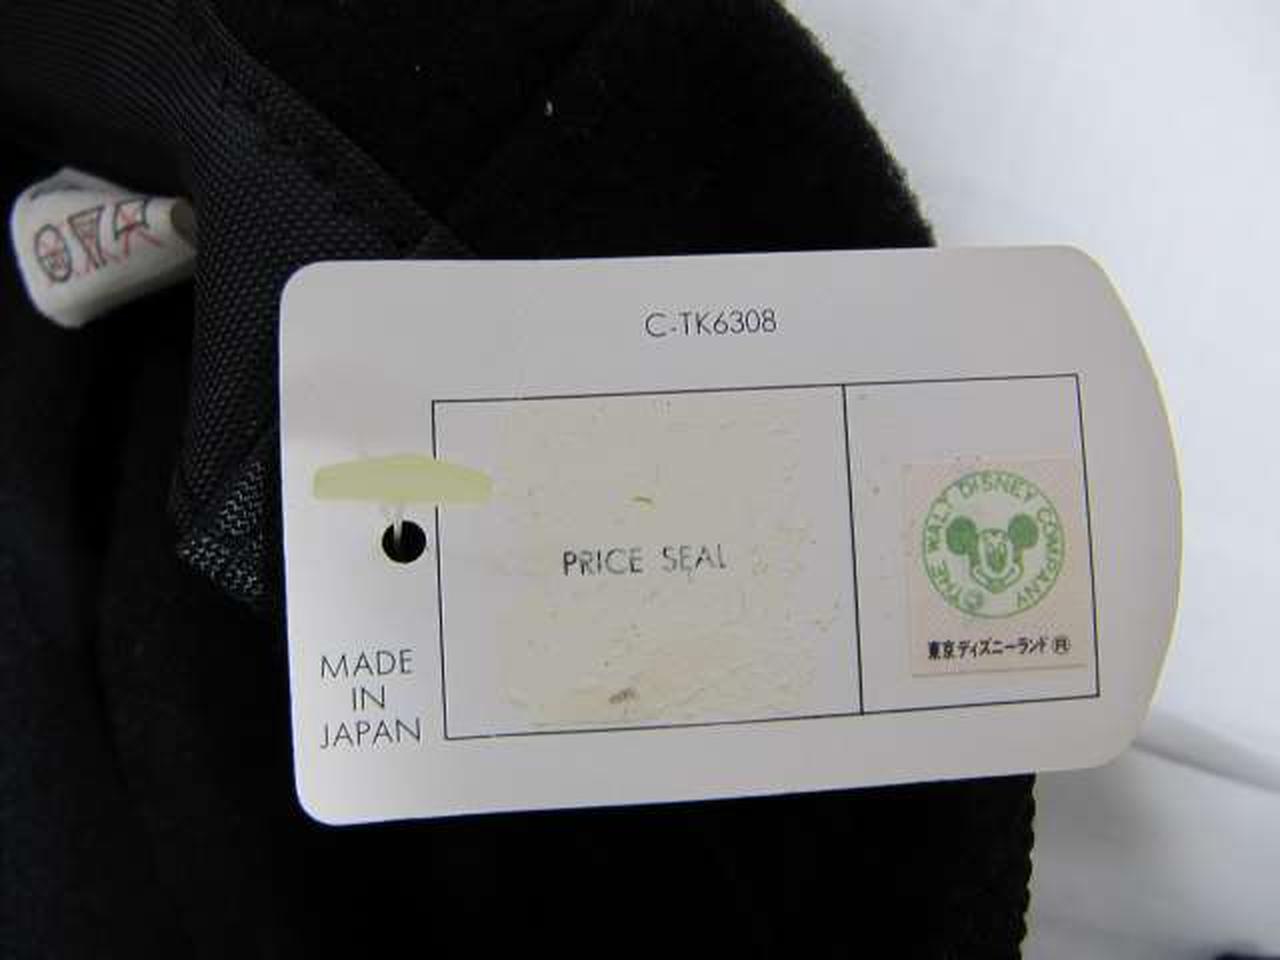 C-TK6308
PRICE SEAL
MADE
IN
JAPAN
© THE WALT DISNEY COMPANY
東京ディズニーランド